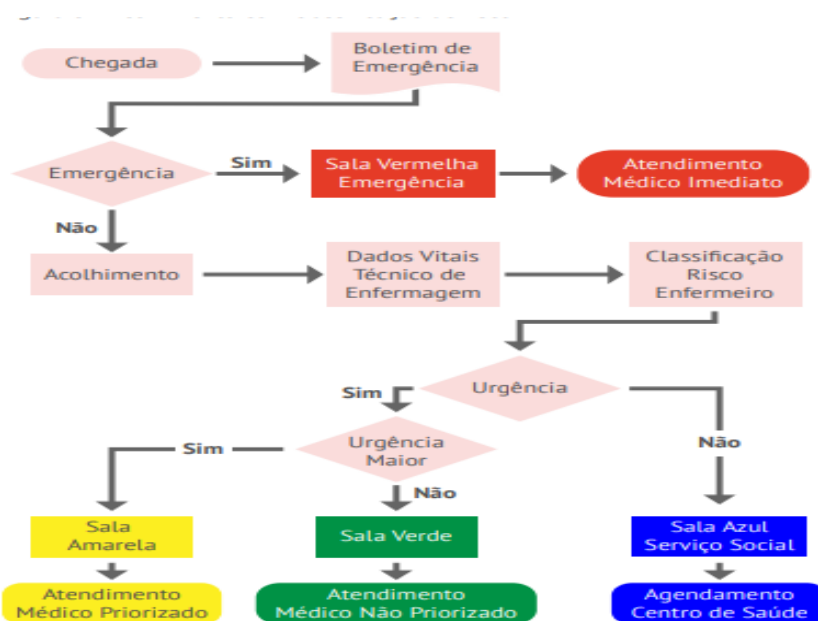 Chegada
Boletim de
Emergência
Emergência
Sim
Sala Vermelha
Emergência
Atendimento
Médico Imediato
Não
Acolhimento
Dados Vitais
Técnico de
Enfermagem
Classificação
Risco
Enfermeiro
Urgência
Sim
Urgência
Maior
Sim
Não
Não
Sala
Amarela
Sala Verde
Sala Azul
Serviço Social
Atendimento
Médico Priorizado
Atendimento
Médico Não Priorizado
Agendamento
Centro de Saúde